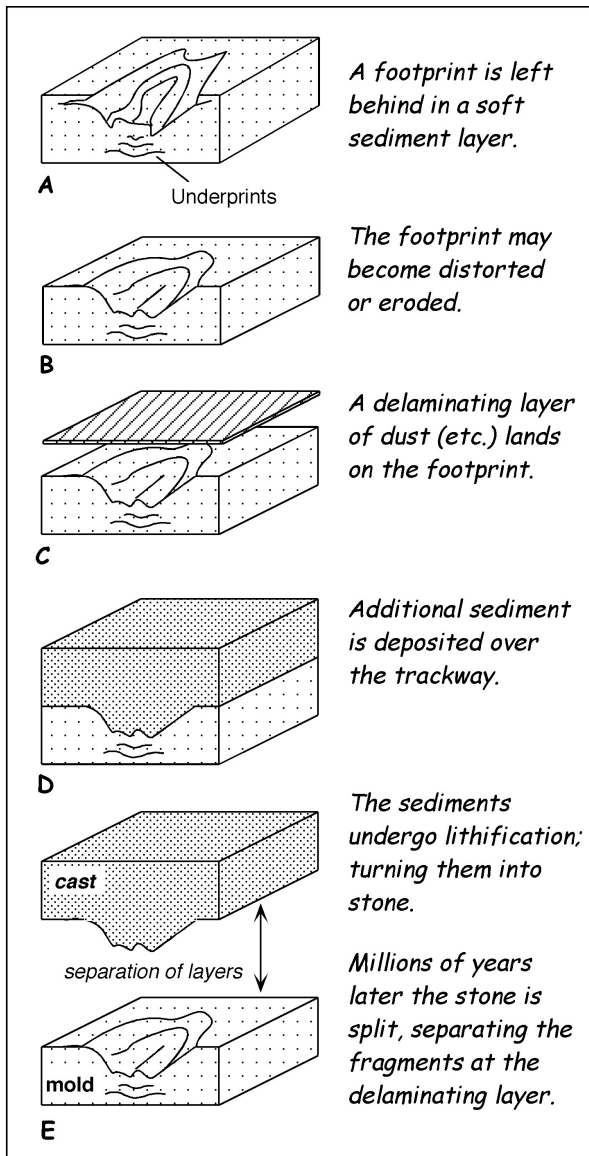 A footprint is left
behind in a soft
sediment layer.
A
Underprints
The footprint may
become distorted
or eroded.
B
A delaminating layer
of dust (etc.) lands
on the footprint.
C
Additional sediment
is deposited over
the trackway.
D
The sediments
undergo lithification;
turning them into
stone.
cast
separation of layers
Millions of years
later the stone is
split, separating the
fragments at the
delaminating layer.
mold
E